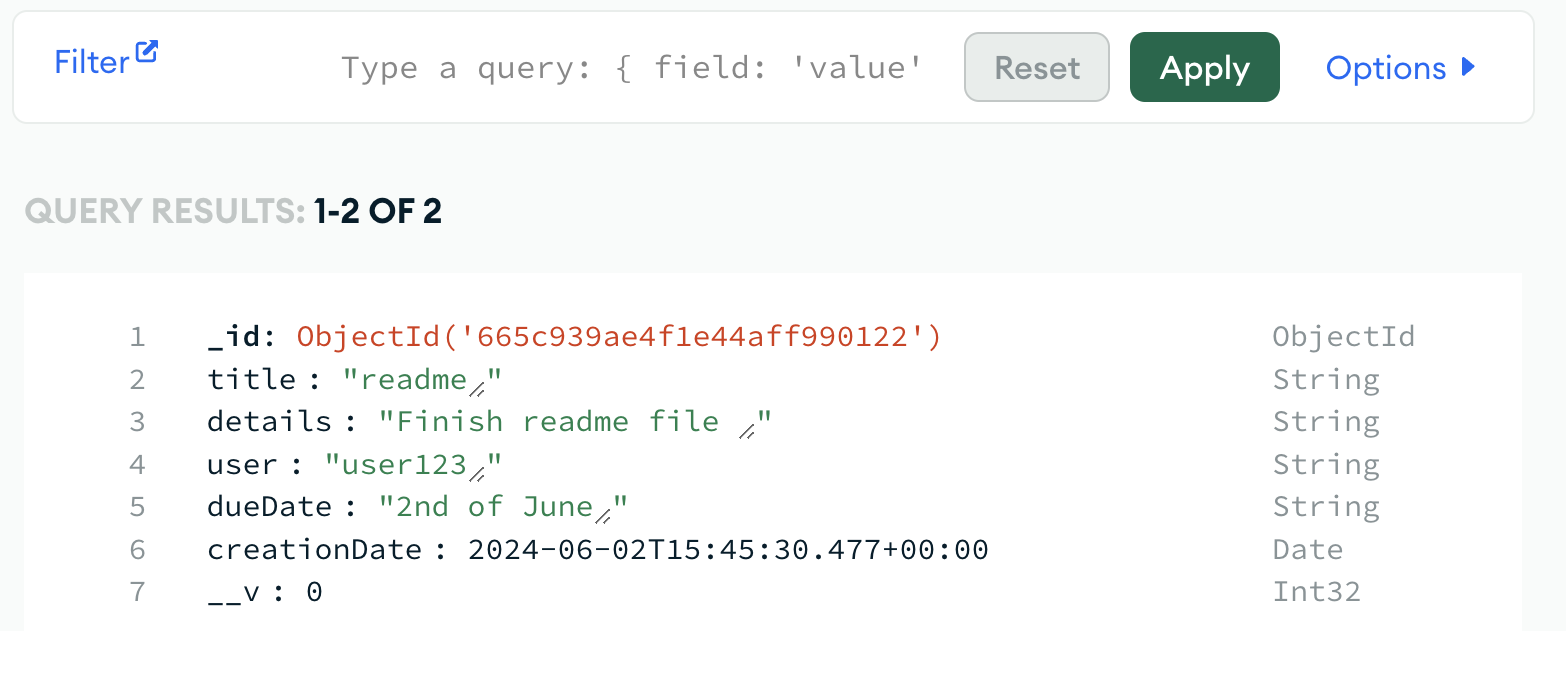 Filter Type a query: { field: 'value' Reset Apply Options
QUERY RESULTS: 1-2 OF 2
1 _id: ObjectId('665c939ae4f1e44aff990122') ObjectId
2 title : "readme" String
3 details : "Finish readme file " String
4 user : "user123" String
5 dueDate : "2nd of June" String
6 creationDate : 2024-06-02T15:45:30.477+00:00 Date
7 __v : 0 Int32